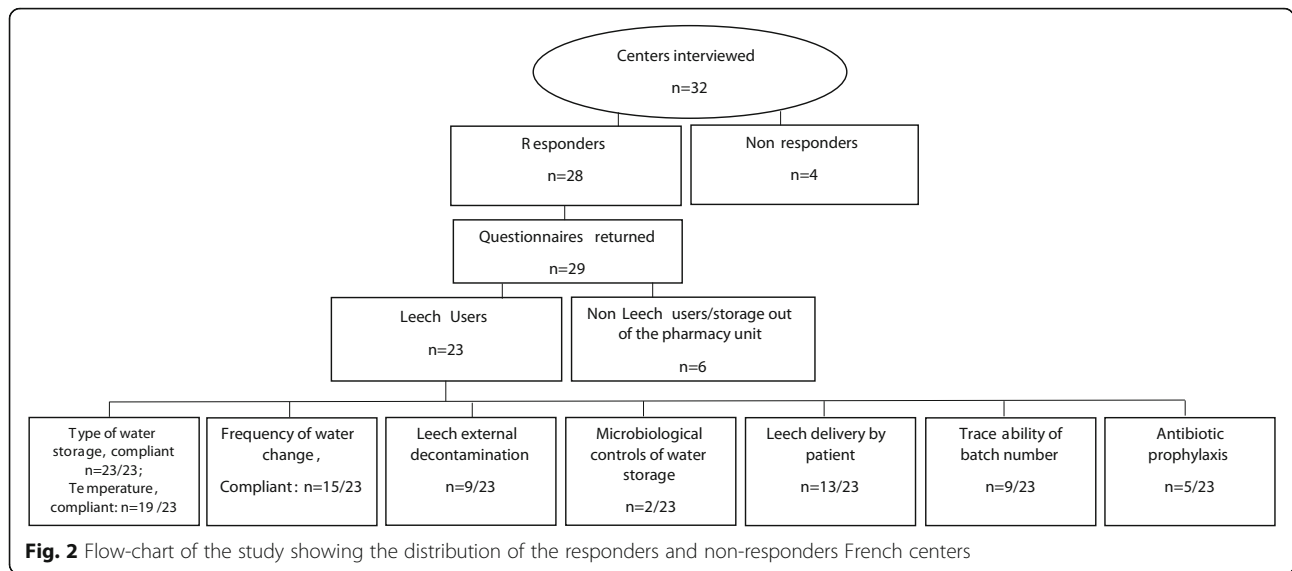 Centers interviewed
n=32
Responders
n=28
Non responders
n=4
Questionnaires returned
n=29
Leech Users
n=23
Non Leech users/storage out
of the pharmacy unit
n=6
Type of water
storage, compliant
n=23/23;
Temperature,
compliant: n=19/23
Frequency of water
change,
Compliant: n=15/23
Leech external
decontamination
n=9/23
Microbiological
controls of water
storage
n=2/23
Leech delivery by
patient
n=13/23
Trace ability of
batch number
n=9/23
Antibiotic
prophylaxis
n=5/23
Fig. 2 Flow-chart of the study showing the distribution of the responders and non-responders French centers